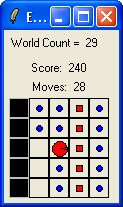 E...
World Count = 29
Score: 240
Moves: 28